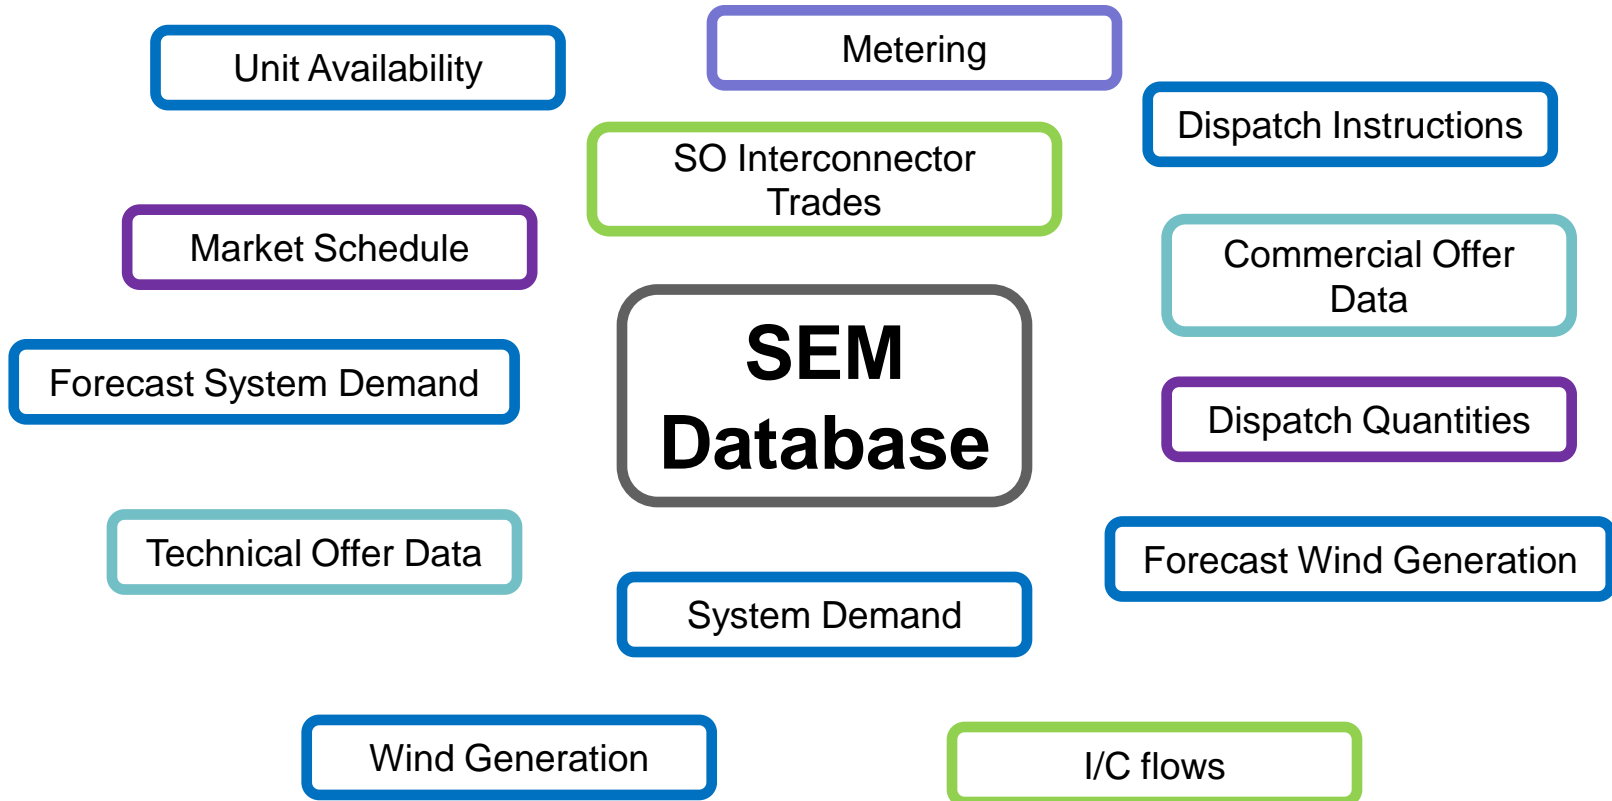 Metering
Unit Availability
Dispatch Instructions
SO Interconnector
Trades
Market Schedule
Commercial Offer
Data
SEM
Database
Forecast System Demand
Dispatch Quantities
Technical Offer Data
Forecast Wind Generation
System Demand
Wind Generation
I/C flows